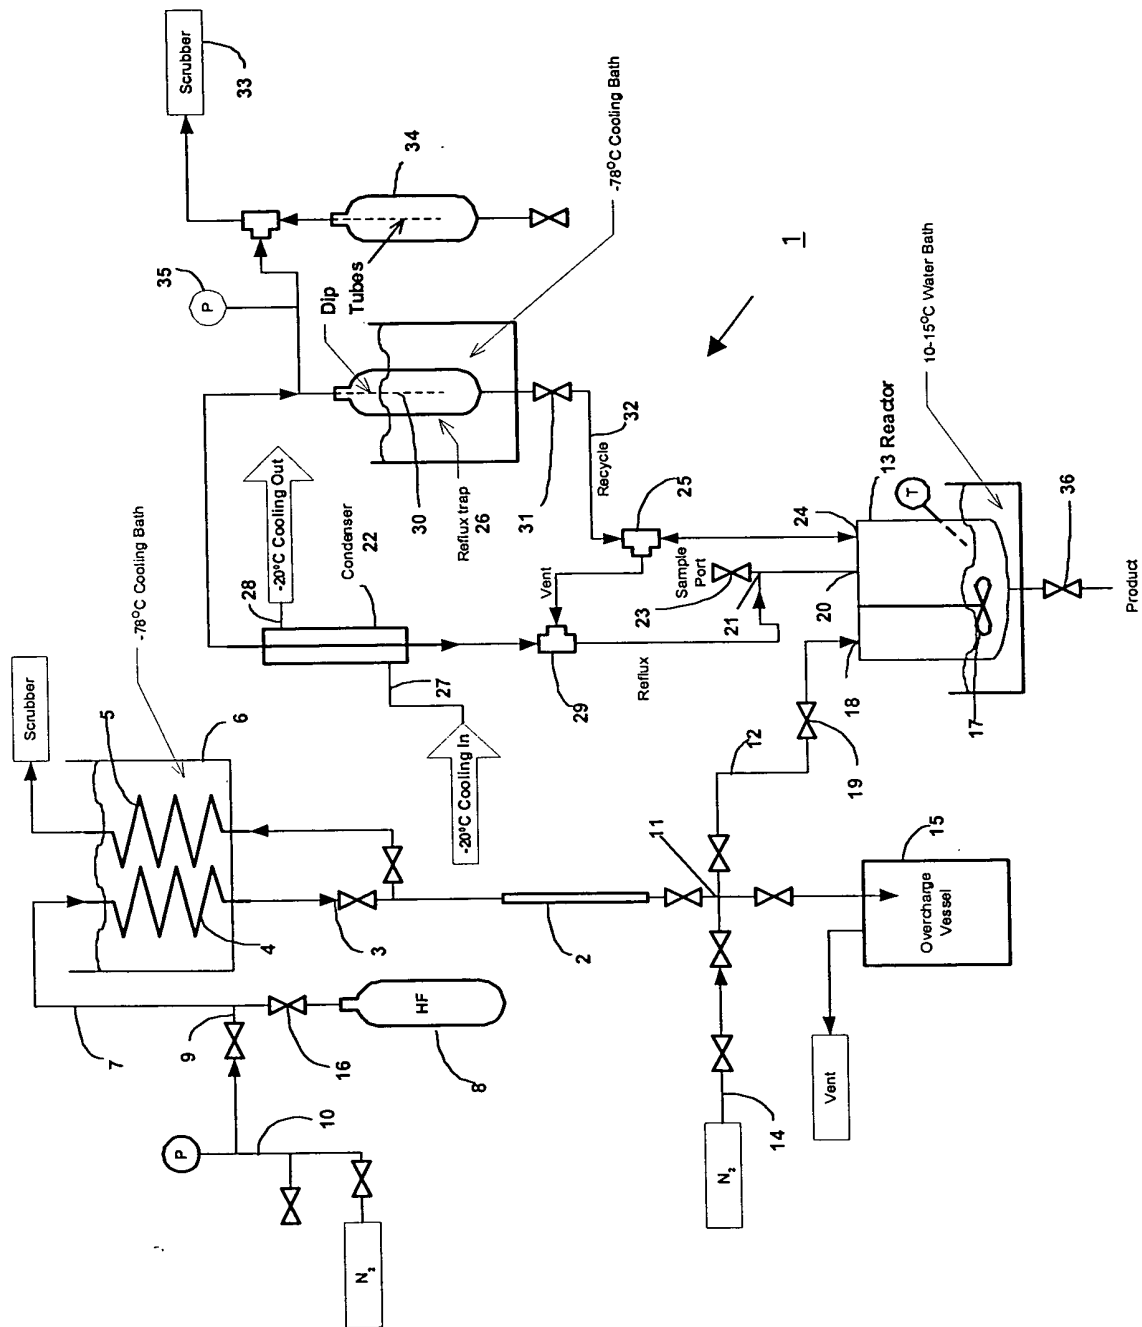 Scrubber
33
35
P
34
Dip
Tubes
-78°C Cooling Bath
1
-20°C Cooling Out
28
Condenser
22
30
Reflux trap
26
31
32
Recycle
25
Vent
29
Sample
Port
23
21
Reflux
27
-20°C Cooling In
24
13 Reactor
T
10-15°C Water Bath
20
18
17
36
Product
Scrubber
-78°C Cooling Bath
5
6
4
3
7
9
16
HF
8
P
10
N2
2
11
12
19
15
Overcharge
Vessel
Vent
14
N2